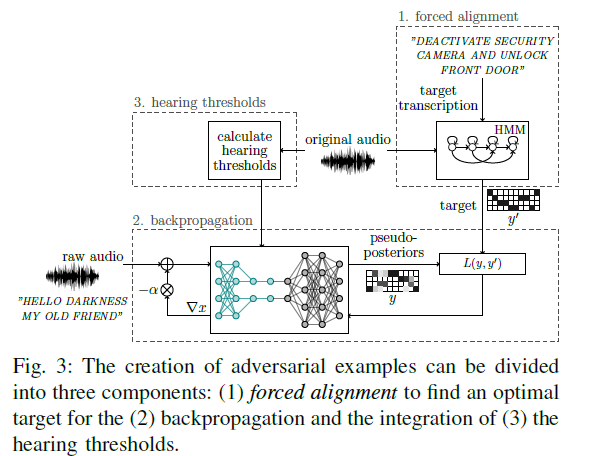 1. forced alignment
"DEACTIVATE SECURITY
CAMERA AND UNLOCK
FRONT DOOR"
target
transcription
3. hearing thresholds
HMM
calculate
hearing
thresholds
original audio
target
y′
2. backpropagation
pseudo-
posteriors
raw audio
L(y, y′)
−α
∇x
y
"HELLO DARKNESS
MY OLD FRIEND"
Fig. 3: The creation of adversarial examples can be divided
into three components: (1) forced alignment to find an optimal
target for the (2) backpropagation and the integration of (3) the
hearing thresholds.